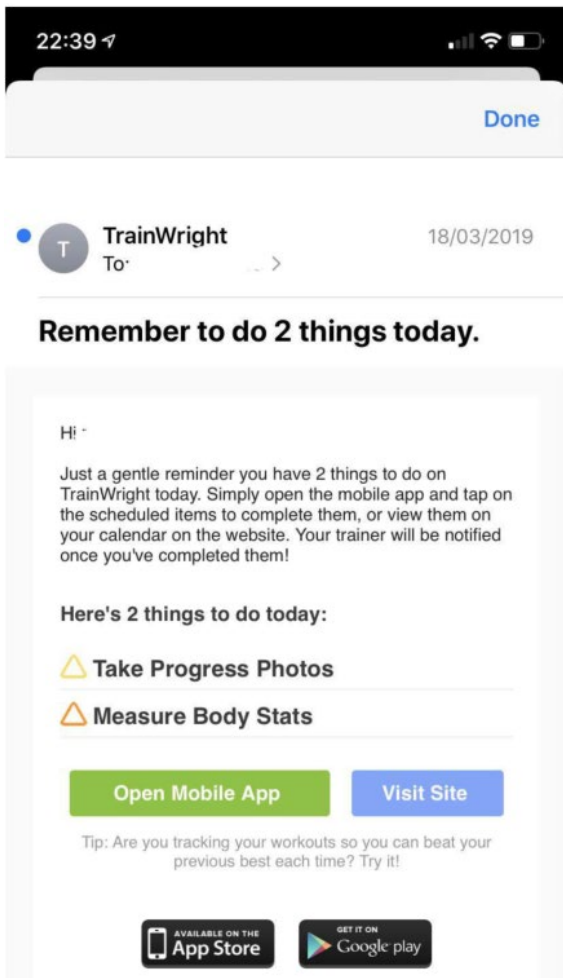 22:39
Done
T
TrainWright
18/03/2019
To:
Remember to do 2 things today.
Hi
Just a gentle reminder you have 2 things to do on
TrainWright today. Simply open the mobile app and tap on
the scheduled items to complete them, or view them on
your calendar on the website. Your trainer will be notified
once you've completed them!
Here's 2 things to do today:
Take Progress Photos
Measure Body Stats
Open Mobile App
Visit Site
Tip: Are you tracking your workouts so you can beat your
previous best each time? Try it!
AVAILABLE ON THE
App Store
GET IT ON
Google play